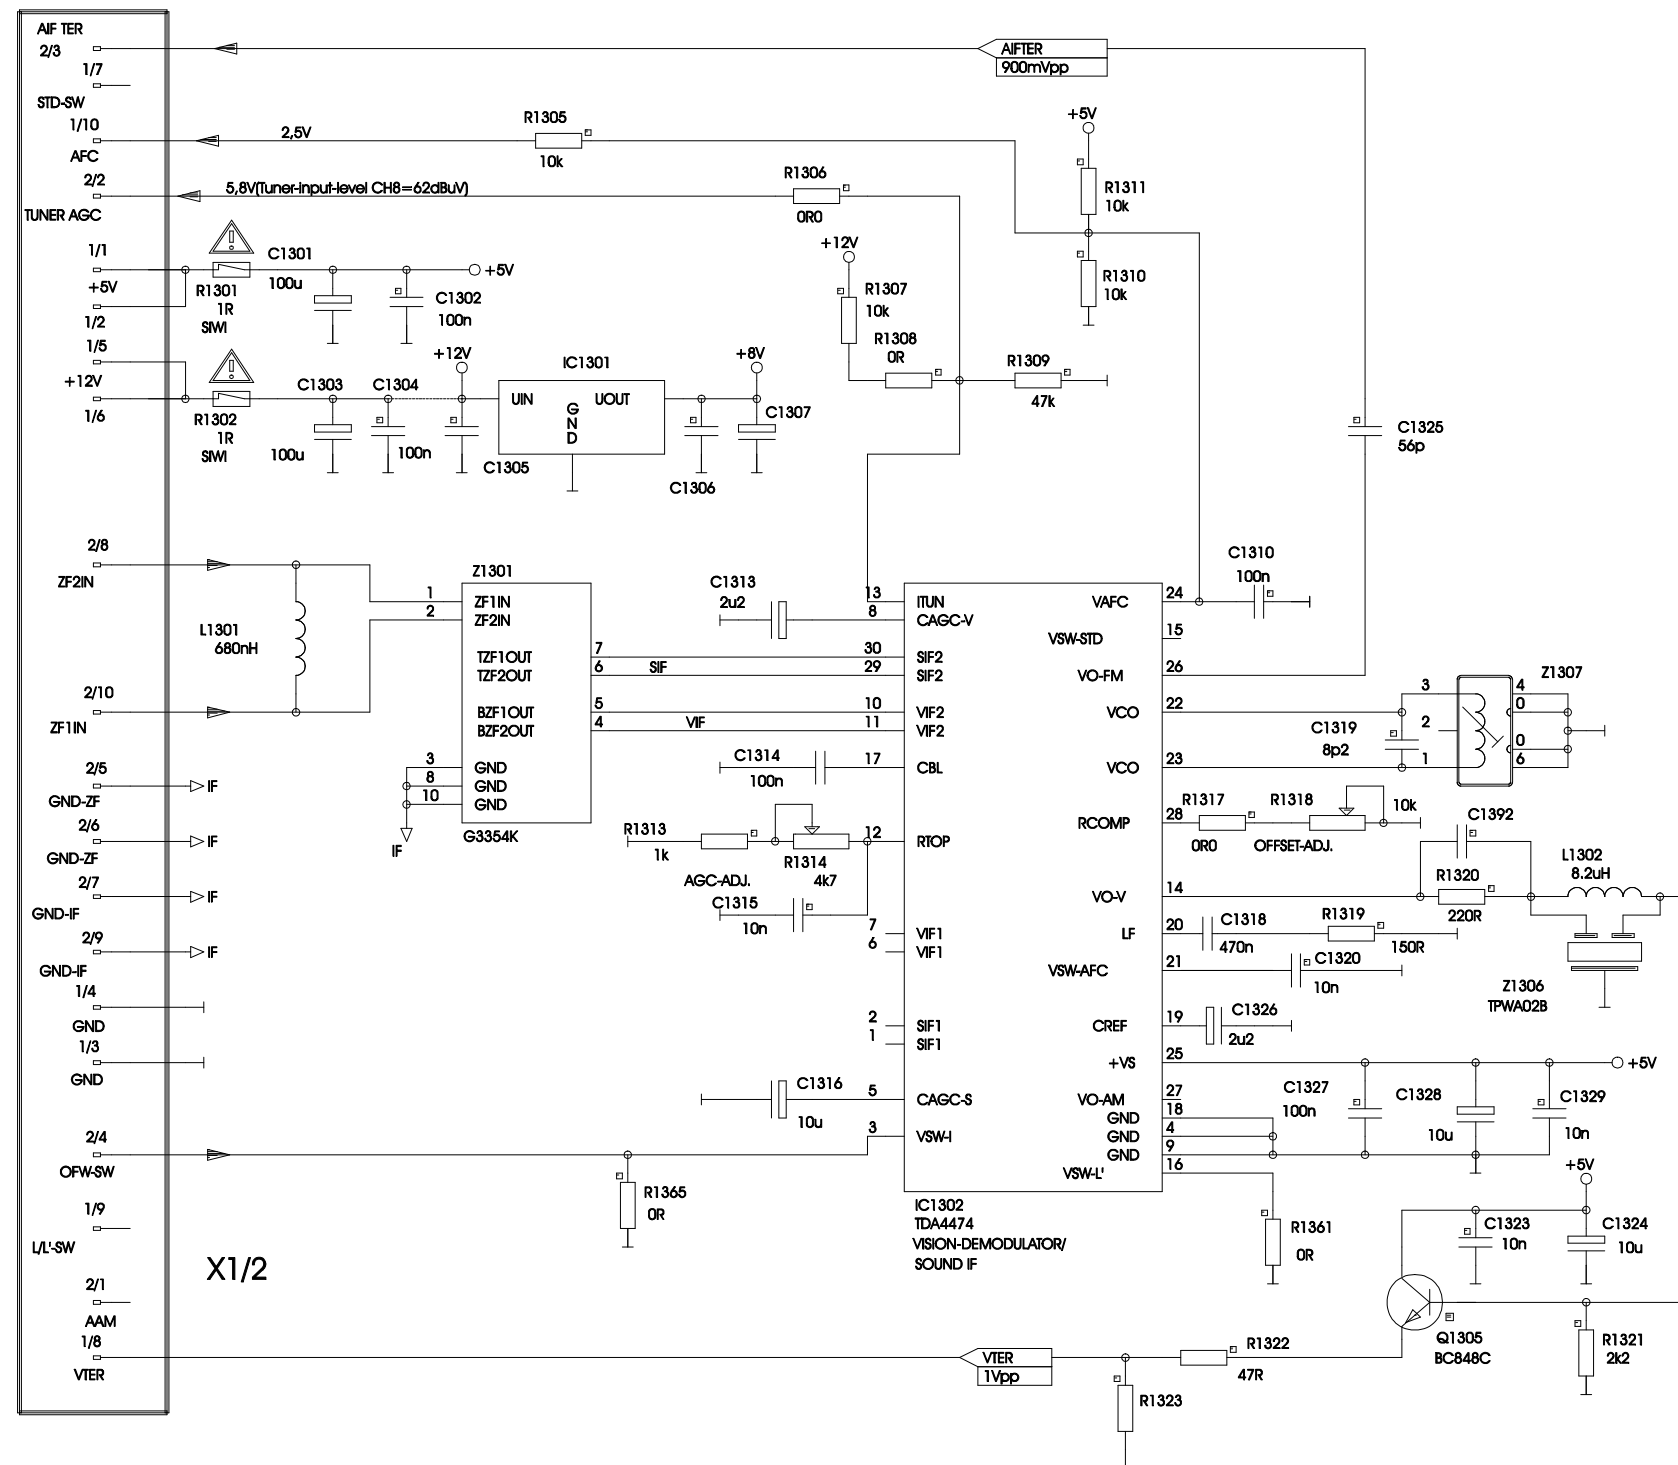 AIF TER
2/3
1/7
STD-SW
1/10
AFC
2/2
TUNER AGC
1/1
+5V
1/2
1/5
+12V
1/6
2/8
ZF2IN
2/10
ZF1IN
2/5
GND-ZF
2/6
GND-ZF
2/7
GND-IF
2/9
GND-IF
1/4
GND
1/3
GND
2/4
OFW-SW
1/9
L/L'-SW
2/1
AAM
1/8
VTER
X1/2
AIFTER
900mVpp
2,5V
R1305
10k
5,8V(Tuner-input-level CH8=62dBuV)
R1306
0R0
+5V
R1311
10k
R1310
10k
+12V
R1307
10k
R1308
0R
R1309
47k
R1301
1R
SIWI
C1301
100u
C1302
100n
+5V
R1302
1R
SIWI
C1303
100u
C1304
100n
+12V
C1305
IC1301
UIN
GND
UOUT
+8V
C1306
C1307
C1325
56p
L1301
680nH
Z1301
1
2
ZF1IN
ZF2IN
TZF1OUT
TZF2OUT
BZF1OUT
BZF2OUT
7
6
5
4
SIF
VIF
3
8
10
GND
GND
GND
G3354K
IF
IF
IF
IF
IF
C1313
2u2
C1314
100n
R1313
1k
R1314
4k7
AGC-ADJ.
C1315
10n
C1316
10u
R1365
0R
13 ITUN
8 CAGC-V
30 SIF2
29 SIF2
10 VIF2
11 VIF2
17 CBL
12 RTOP
7 VIF1
6 VIF1
2 SIF1
1 SIF1
5 CAGC-S
3 VSW-I
VAFC 24
VSW-STD 15
VO-FM 26
VCO 22
VCO 23
RCOMP 28
VO-V 14
LF 20
VSW-AFC 21
CREF 19
+VS 25
VO-AM 27
GND 18
GND 4
GND 9
VSW-L' 16
IC1302
TDA4474
VISION-DEMODULATOR/
SOUND IF
C1310
100n
C1319
8p2
Z1307
3
2
1
4
0
0
6
R1317
0R0
R1318
10k
OFFSET-ADJ.
C1392
R1320
220R
L1302
8.2uH
Z1306
TPWA02B
C1318
470n
R1319
150R
C1320
10n
C1326
2u2
+5V
C1327
100n
C1328
10u
C1329
10n
R1361
0R
+5V
C1323
10n
C1324
10u
Q1305
BC848C
R1321
2k2
R1322
47R
VTER
1Vpp
R1323